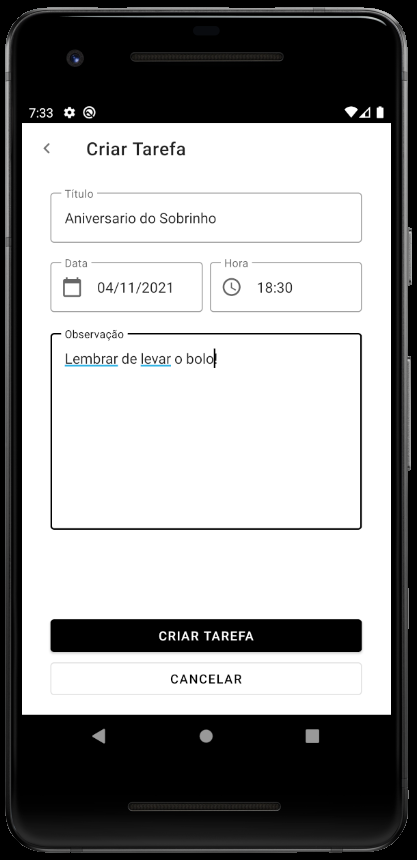 7:33
Criar Tarefa
Título
Aniversario do Sobrinho
Data
Hora
04/11/2021
18:30
Observação
Lembrar de levar o bolo!
CRIAR TAREFA
CANCELAR